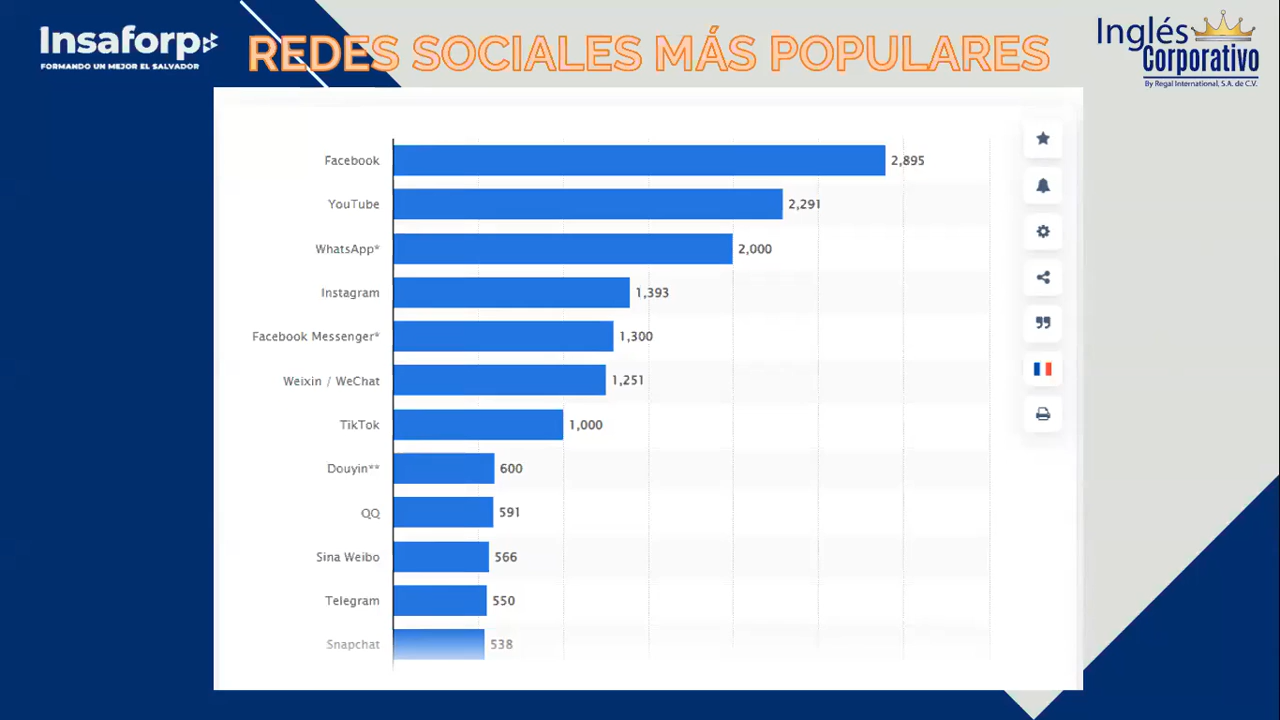 Insaforp
FORMANDO UN MEJOR EL SALVADOR
REDES SOCIALES MÁS POPULARES
Inglés
Corporativo
By Regal International, S.A. de C.V.
Facebook 2,895
YouTube 2,291
WhatsApp* 2,000
Instagram 1,393
Facebook Messenger* 1,300
Weixin / WeChat 1,251
TikTok 1,000
Douyin** 600
QQ 591
Sina Weibo 566
Telegram 550
Snapchat 538